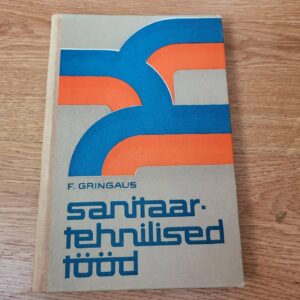 F. GRINGAUS
sanitaar-
tehnilised
tööd